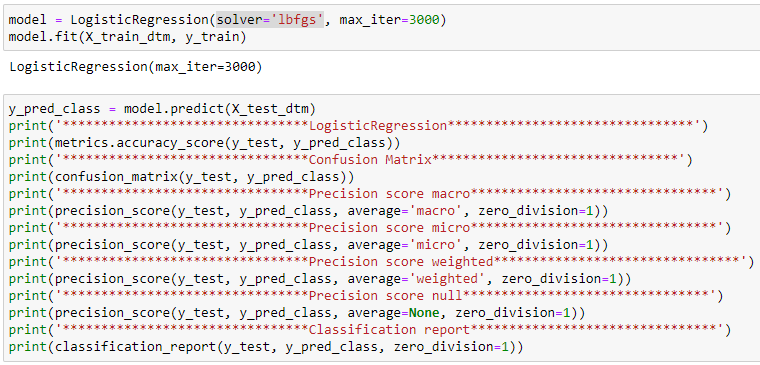 model = LogisticRegression(solver='lbfgs', max_iter=3000)
model.fit(X_train_dtm, y_train)
LogisticRegression(max_iter=3000)
y_pred_class = model.predict(X_test_dtm)
print('********************************LogisticRegression********************************')
print(metrics.accuracy_score(y_test, y_pred_class))
print('********************************Confusion Matrix********************************')
print(confusion_matrix(y_test, y_pred_class))
print('********************************Precision score macro********************************')
print(precision_score(y_test, y_pred_class, average='macro', zero_division=1))
print('********************************Precision score micro********************************')
print(precision_score(y_test, y_pred_class, average='micro', zero_division=1))
print('********************************Precision score weighted********************************')
print(precision_score(y_test, y_pred_class, average='weighted', zero_division=1))
print('********************************Precision score null********************************')
print(precision_score(y_test, y_pred_class, average=None, zero_division=1))
print('********************************Classification report********************************')
print(classification_report(y_test, y_pred_class, zero_division=1))